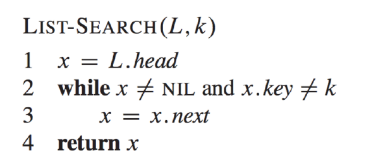 LIST-SEARCH(L, k)
1 x = L.head
2 while x ≠ NIL and x.key ≠ k
3 x = x.next
4 return x